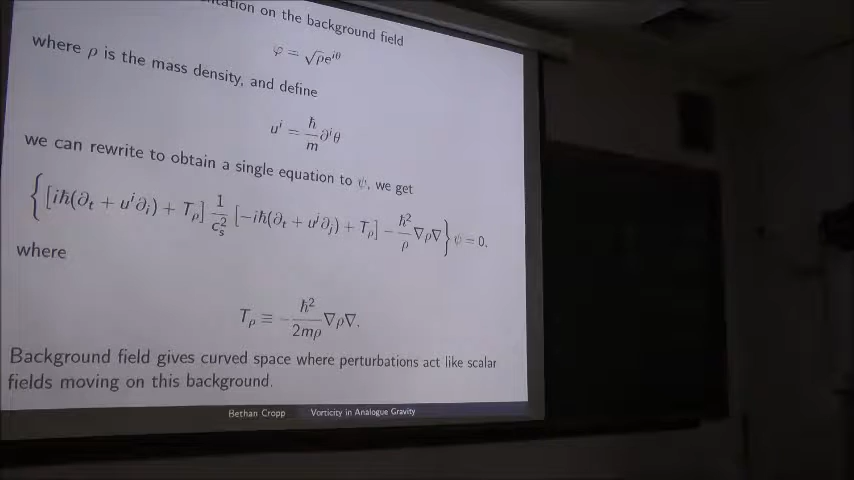 on the background field
φ = √ρe^{iθ}
where ρ is the mass density, and define
u^i = ħ/m ∂^i θ
we can rewrite to obtain a single equation to ψ, we get
{[iħ(∂_t + u^i ∂_i) + T_ρ] 1/c_s^2 [−iħ(∂_t + u^j ∂_j) + T_ρ] − ħ^2/ρ ∇ρ∇} ψ = 0.
where
T_ρ ≡ −ħ^2/2mρ ∇ρ∇.
Background field gives curved space where perturbations act like scalar
fields moving on this background.
Bethan Cropp Vorticity in Analogue Gravity